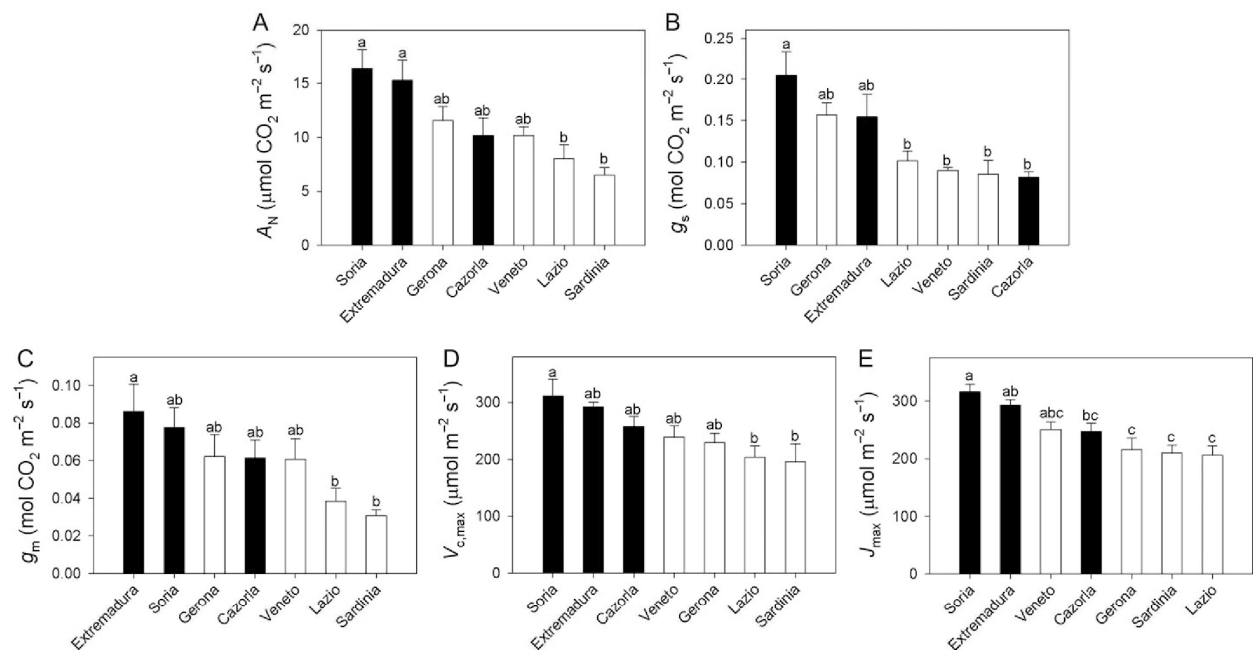 A
A_N (μmol CO₂ m⁻² s⁻¹)
20
15
10
5
0
a
a
ab
ab
ab
b
b
Soria
Extremadura
Gerona
Cazorla
Veneto
Lazio
Sardinia
B
g_s (mol CO₂ m⁻² s⁻¹)
0.25
0.20
0.15
0.10
0.05
0.00
a
ab
ab
b
b
b
b
Soria
Gerona
Extremadura
Lazio
Veneto
Sardinia
Cazorla
C
g_m (mol CO₂ m⁻² s⁻¹)
0.10
0.08
0.06
0.04
0.02
0.00
a
ab
ab
ab
ab
b
b
Extremadura
Soria
Gerona
Cazorla
Veneto
Lazio
Sardinia
D
V_c,max (μmol m⁻² s⁻¹)
300
200
100
0
a
ab
ab
ab
ab
b
b
Soria
Extremadura
Cazorla
Veneto
Gerona
Lazio
Sardinia
E
J_max (μmol m⁻² s⁻¹)
300
200
100
0
a
ab
abc
bc
c
c
c
Soria
Extremadura
Veneto
Cazorla
Gerona
Sardinia
Lazio